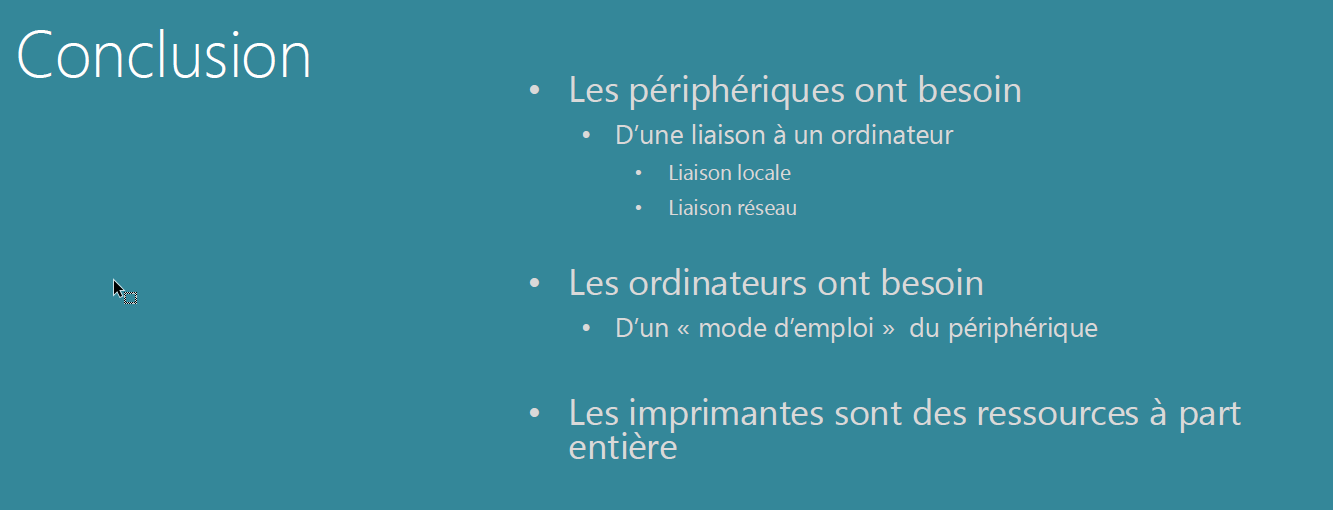 Conclusion
• Les périphériques ont besoin
• D’une liaison à un ordinateur
• Liaison locale
• Liaison réseau
• Les ordinateurs ont besoin
• D’un « mode d’emploi »  du périphérique
• Les imprimantes sont des ressources à part
entière